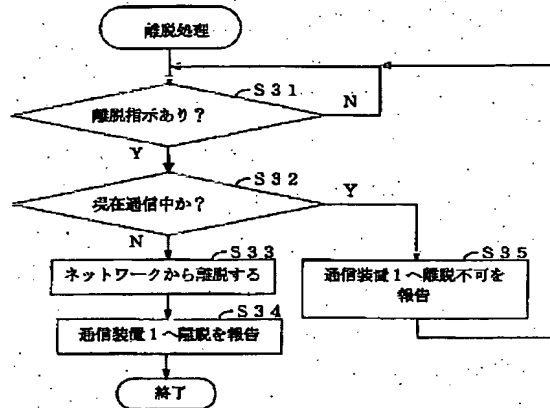 離脱処理
S31
離脱指示あり？
N
Y
S32
現在通信中か？
Y
N
S33
ネットワークから離脱する
S35
通信装置1へ離脱不可を
報告
S34
通信装置1へ離脱を報告
終了